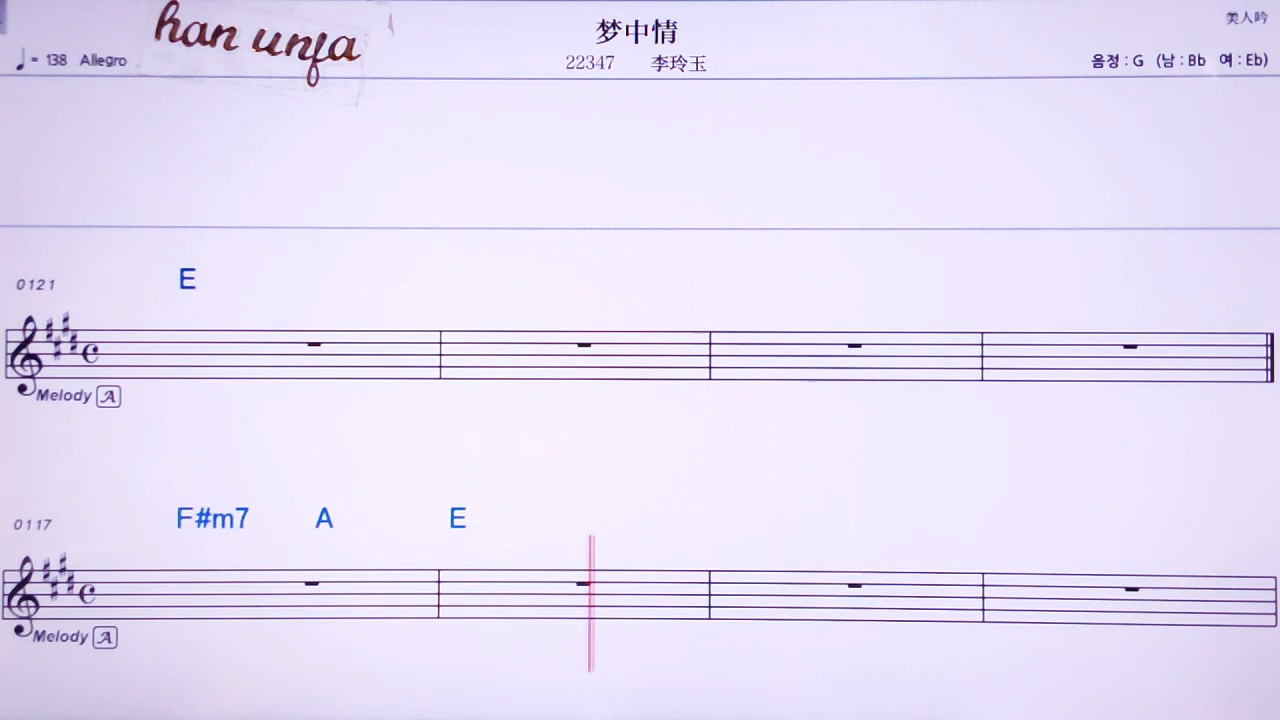 han unfa
梦中情
美人吟
♩= 138 Allegro
22347 李玲玉
음정 : G (남 : Bb 여 : Eb)
0121
E
Melody A
0117
F#m7 A E
Melody A